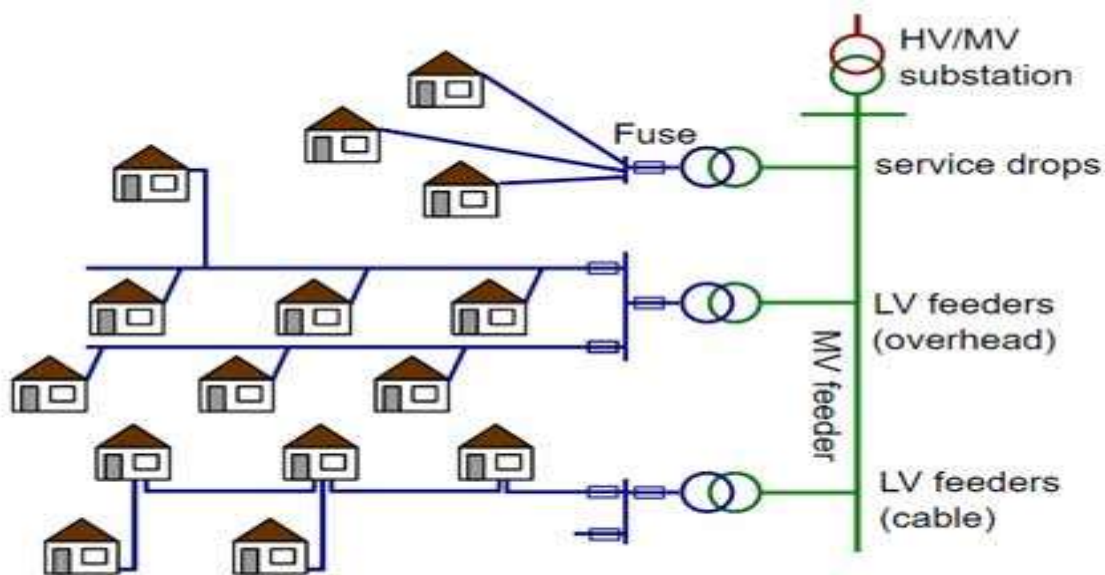 HV/MV
substation
Fuse
service drops
LV feeders
(overhead)
MV feeder
LV feeders
(cable)